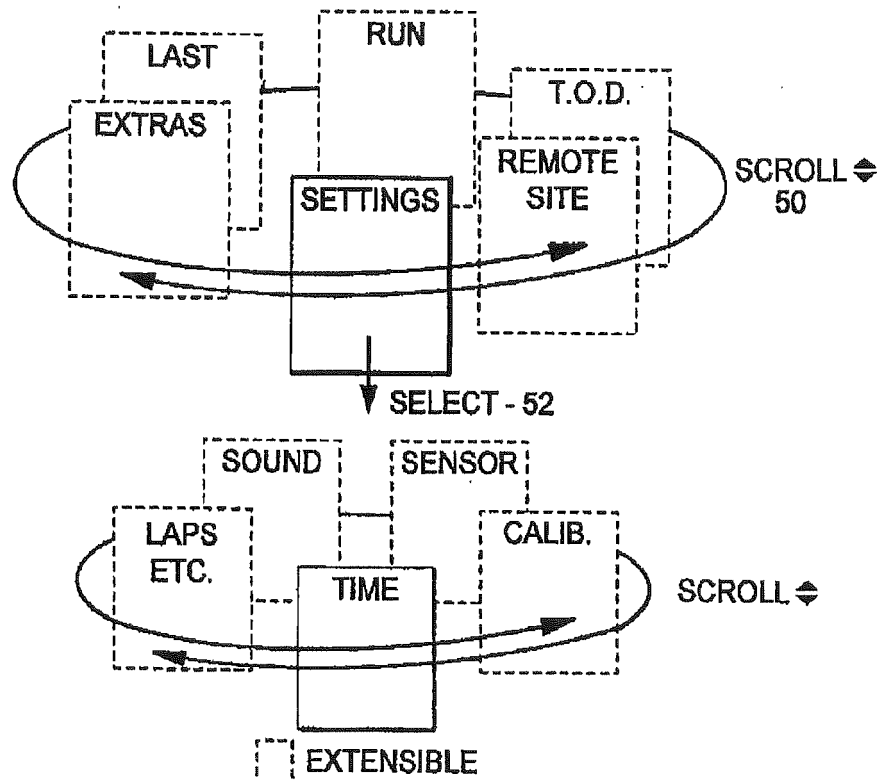 RUN
LAST
T.O.D.
EXTRAS
REMOTE
SITE
SCROLL
50
SETTINGS
SELECT - 52
SOUND
SENSOR
LAPS
ETC.
CALIB.
TIME
SCROLL
EXTENSIBLE